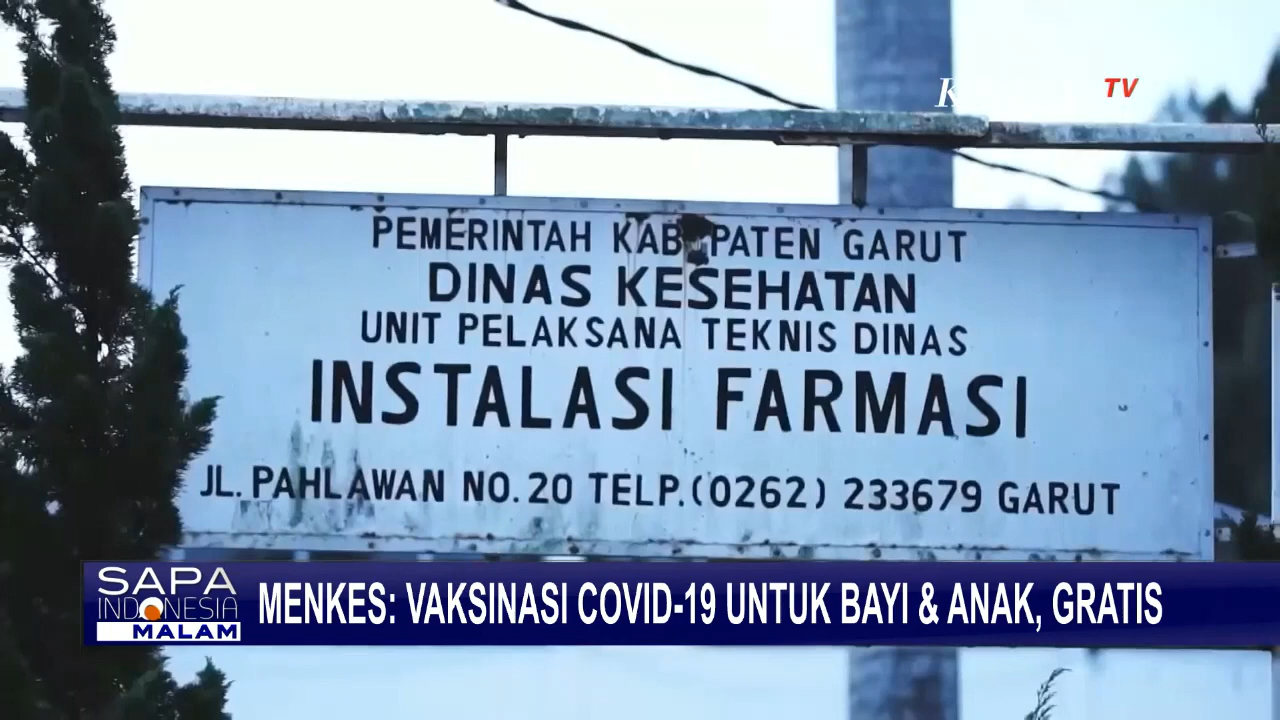 TV
PEMERINTAH KABUPATEN GARUT
DINAS KESEHATAN
UNIT PELAKSANA TEKNIS DINAS
INSTALASI FARMASI
JL. PAHLAWAN NO. 20 TELP. (0262) 233679 GARUT
SAPA
INDONESIA
MALAM
MENKES: VAKSINASI COVID-19 UNTUK BAYI & ANAK, GRATIS